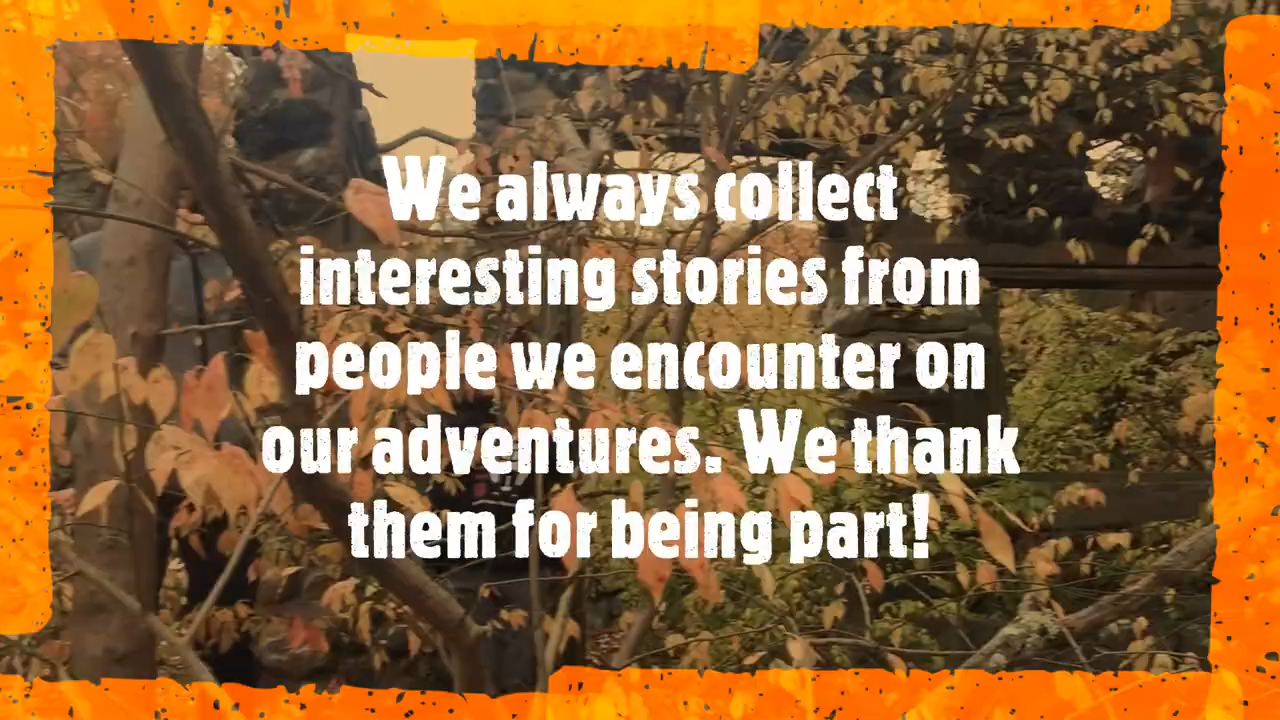 We always collect
interesting stories from
people we encounter on
our adventures. We thank
them for being part!